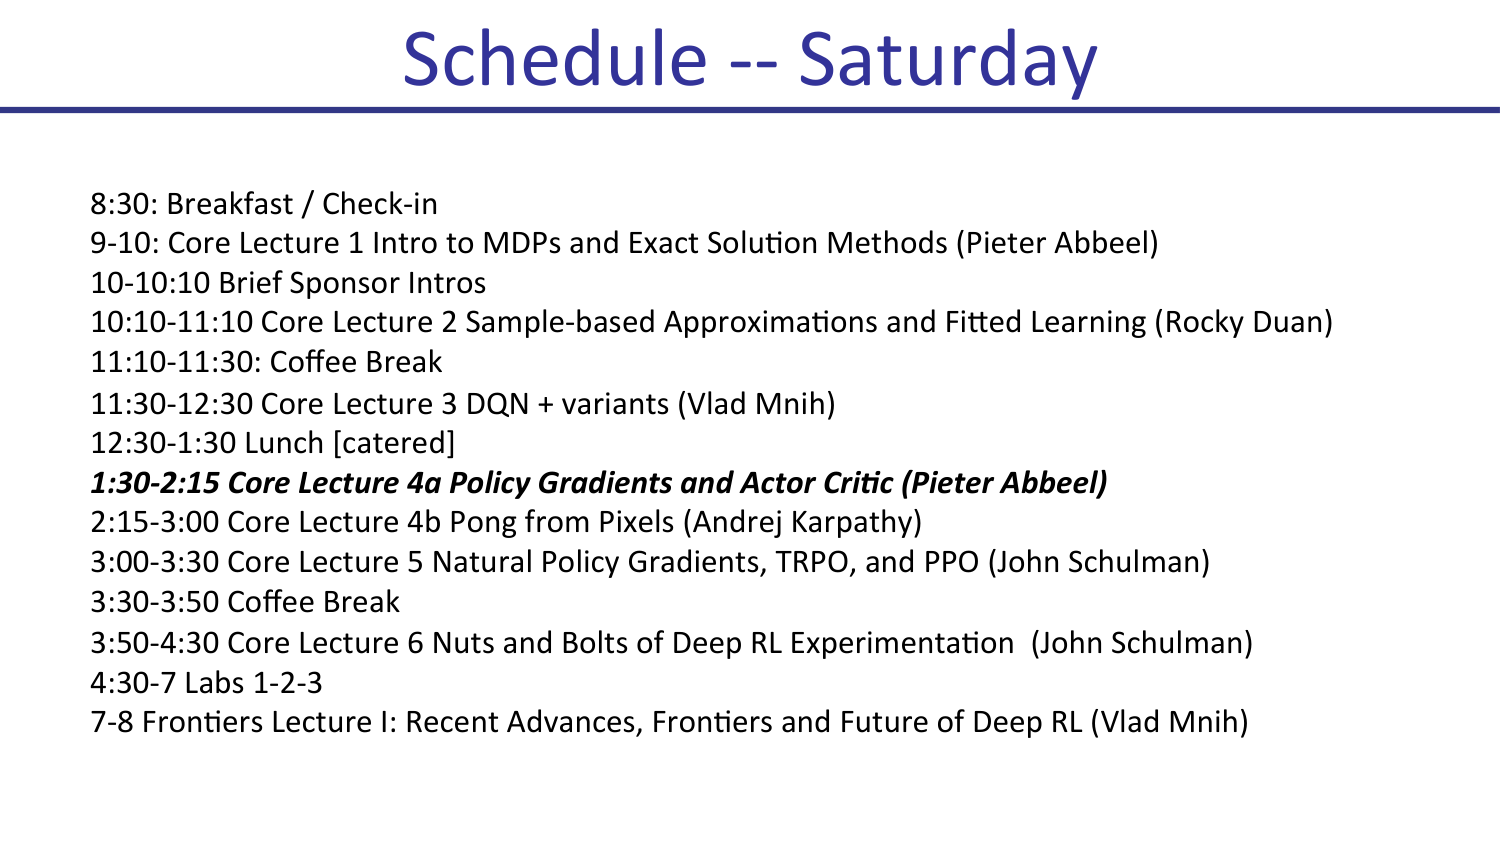 Schedule -- Saturday
8:30: Breakfast / Check-in
9-10: Core Lecture 1 Intro to MDPs and Exact Solution Methods (Pieter Abbeel)
10-10:10 Brief Sponsor Intros
10:10-11:10 Core Lecture 2 Sample-based Approximations and Fitted Learning (Rocky Duan)
11:10-11:30: Coffee Break
11:30-12:30 Core Lecture 3 DQN + variants (Vlad Mnih)
12:30-1:30 Lunch [catered]
1:30-2:15 Core Lecture 4a Policy Gradients and Actor Critic (Pieter Abbeel)
2:15-3:00 Core Lecture 4b Pong from Pixels (Andrej Karpathy)
3:00-3:30 Core Lecture 5 Natural Policy Gradients, TRPO, and PPO (John Schulman)
3:30-3:50 Coffee Break
3:50-4:30 Core Lecture 6 Nuts and Bolts of Deep RL Experimentation  (John Schulman)
4:30-7 Labs 1-2-3
7-8 Frontiers Lecture I: Recent Advances, Frontiers and Future of Deep RL (Vlad Mnih)